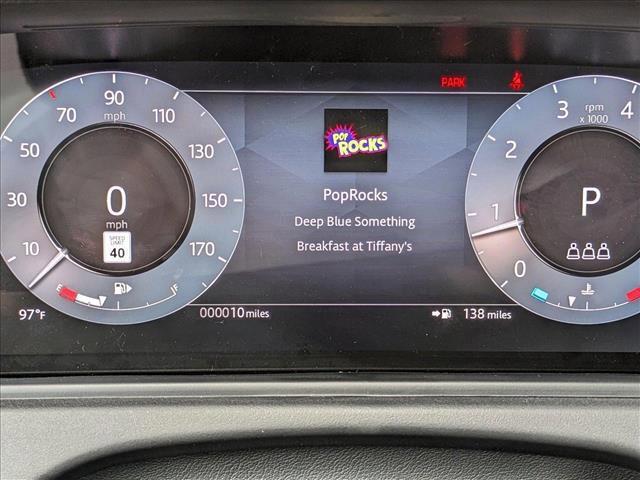 PARK
90
mph
70
110
50
130
30
150
10
170
0
mph
SPEED
LIMIT
40
E
F
97°F
000010 miles
POP
ROCKS
PopRocks
Deep Blue Something
Breakfast at Tiffany's
138 miles
3
rpm
x 1000
4
2
1
0
P